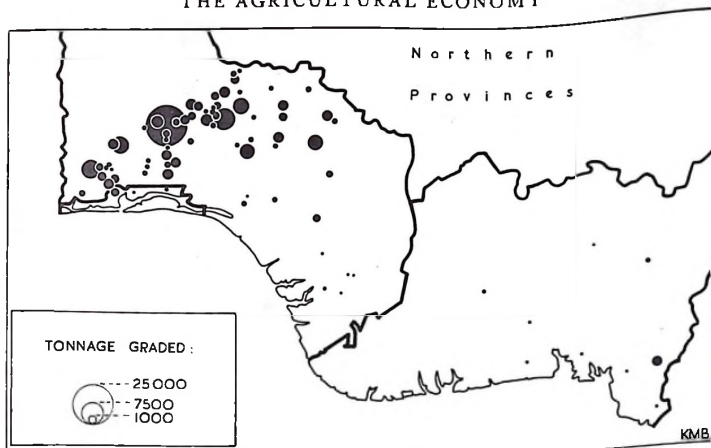 THE AGRICULTURAL ECONOMY
Northern
Provinces
TONNAGE GRADED:
25000
7500
1000
KMB